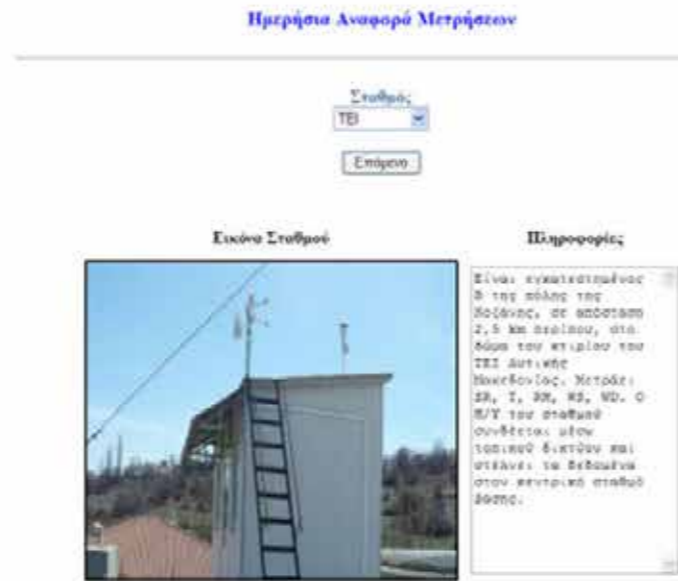 Ημερήσια Αναφορά Μετρήσεων
Σταθμός
TEI
Επόμενο
Εικόνα Σταθμού
Πληροφορίες
Είναι εγκατεστημένος
Δ της πόλης της
Κοζάνης, σε απόσταση
2,5 km περίπου, στο
δώμα του κτιρίου του
ΤΕΙ Δυτικής
Μακεδονίας. Μετράει
SR, T, RH, WS, WD. Ο
Η/Υ του σταθμού
συνδέεται μέσω
τοπικού δικτύου και
στέλνει τα δεδομένα
στον κεντρικό σταθμό
βάσης.